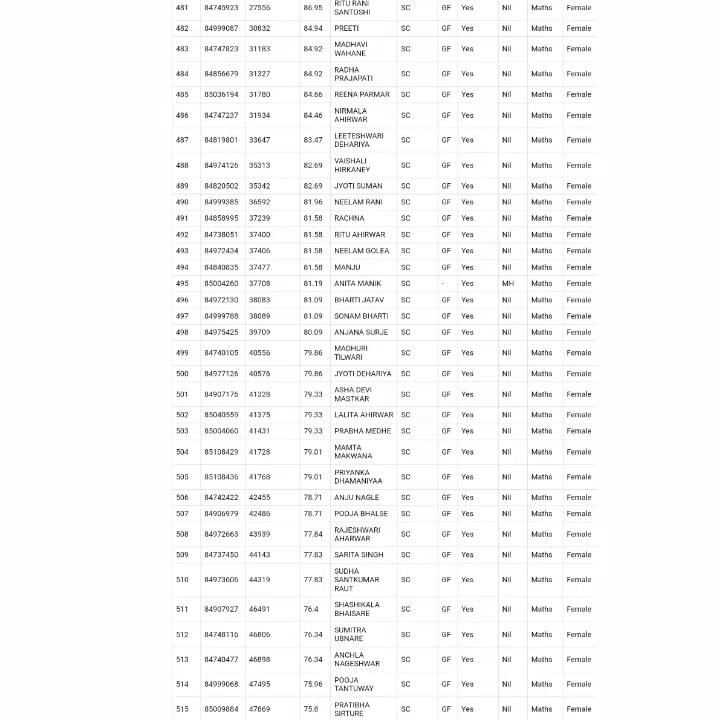 481 84745923 27556 86.95 RITU RANI SANTOSHI SC GF Yes Nil Maths Female
482 84999087 30832 84.94 PREETI SC GF Yes Nil Maths Female
483 84747823 31183 84.92 MADHAVI WAHANE SC GF Yes Nil Maths Female
484 84856679 31327 84.92 RADHA PRAJAPATI SC GF Yes Nil Maths Female
485 85036194 31780 84.66 REENA PARMAR SC GF Yes Nil Maths Female
486 84747237 31934 84.46 NIRMALA AHIRWAR SC GF Yes Nil Maths Female
487 84819801 33647 83.47 LEETESHWARI DEHARIYA SC GF Yes Nil Maths Female
488 84974126 35313 82.69 VAISHALI HIRKANEY SC GF Yes Nil Maths Female
489 84820502 35342 82.69 JYOTI SUMAN SC GF Yes Nil Maths Female
490 84999385 36592 81.96 NEELAM RANI SC GF Yes Nil Maths Female
491 84858995 37239 81.58 RACHNA SC GF Yes Nil Maths Female
492 84738051 37400 81.58 RITU AHIRWAR SC GF Yes Nil Maths Female
493 84972434 37406 81.58 NEELAM GOLEA SC GF Yes Nil Maths Female
494 84840835 37477 81.58 MANJU SC GF Yes Nil Maths Female
495 85004260 37708 81.19 ANITA MANIK SC - Yes MH Maths Female
496 84972130 38083 81.09 BHARTI JATAV SC GF Yes Nil Maths Female
497 84999788 38089 81.09 SONAM BHARTI SC GF Yes Nil Maths Female
498 84975425 39709 80.09 ANJANA SURJE SC GF Yes Nil Maths Female
499 84740105 40556 79.86 MADHURI TILWARI SC GF Yes Nil Maths Female
500 84977126 40576 79.86 JYOTI DEHARIYA SC GF Yes Nil Maths Female
501 84907176 41328 79.33 ASHA DEVI MASTKAR SC GF Yes Nil Maths Female
502 85040559 41375 79.33 LALITA AHIRWAR SC GF Yes Nil Maths Female
503 85004060 41431 79.33 PRABHA MEDHE SC GF Yes Nil Maths Female
504 85108429 41728 79.01 MAMTA MAKWANA SC GF Yes Nil Maths Female
505 85108436 41768 79.01 PRIYANKA DHAMANIYAA SC GF Yes Nil Maths Female
506 84742422 42455 78.71 ANJU NAGLE SC GF Yes Nil Maths Female
507 84906979 42486 78.71 POOJA BHALSE SC GF Yes Nil Maths Female
508 84972663 43939 77.84 RAJESHWARI AHARWAR SC GF Yes Nil Maths Female
509 84737450 44143 77.83 SARITA SINGH SC GF Yes Nil Maths Female
510 84973606 44319 77.83 SUDHA SANTKUMAR RAUT SC GF Yes Nil Maths Female
511 84907927 46491 76.4 SHASHIKALA BHAISARE SC GF Yes Nil Maths Female
512 84748116 46806 76.34 SUMITRA UBNARE SC GF Yes Nil Maths Female
513 84740477 46898 76.34 ANCHLA NAGESHWAR SC GF Yes Nil Maths Female
514 84999068 47495 75.96 POOJA TANTUWAY SC GF Yes Nil Maths Female
515 85009884 47869 75.8 PRATIBHA SIRTURE SC GF Yes Nil Maths Female